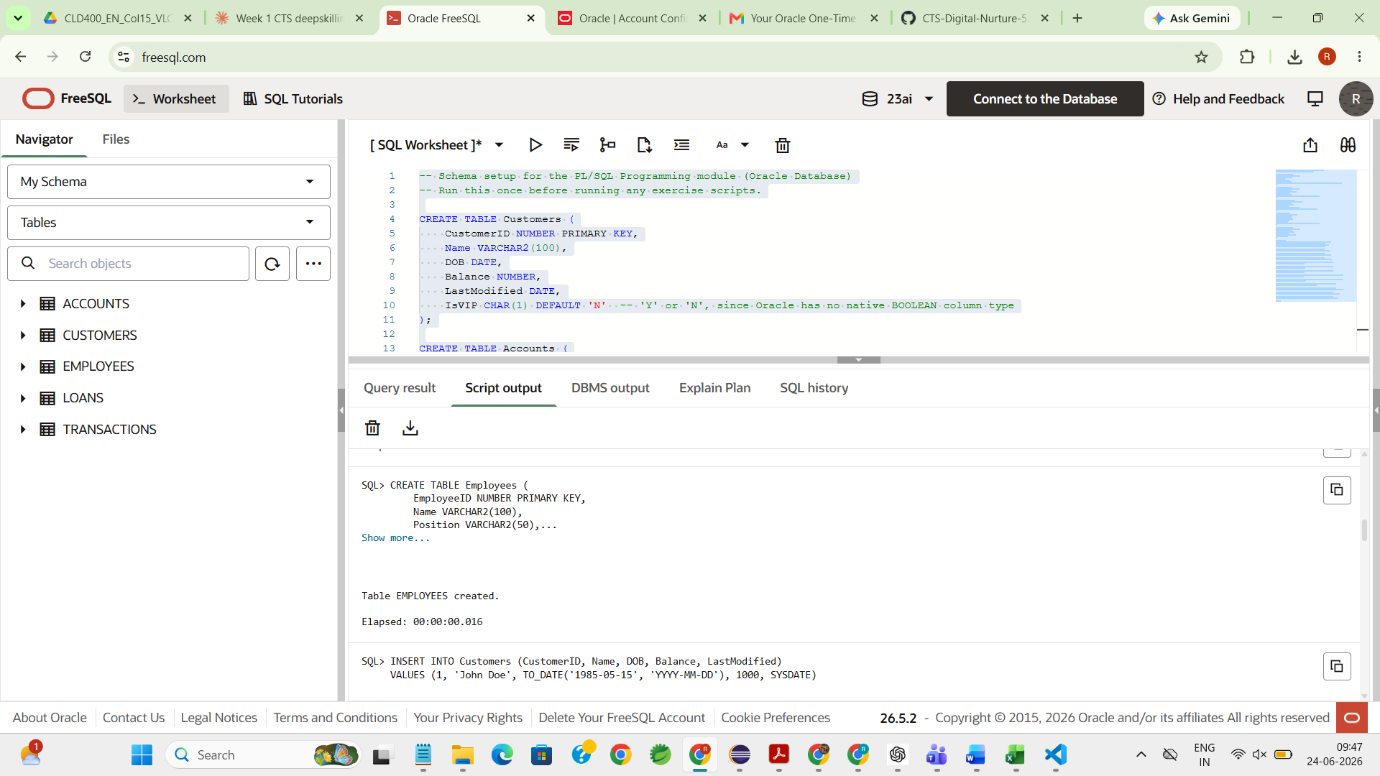 CLD400_EN_Col15_VLC
Week 1 CTS deepskillin
Oracle FreeSQL
Oracle | Account Confi
Your Oracle One-Time
CTS-Digital-Nurture-5.
Ask Gemini
freesql.com
R
FreeSQL
>_ Worksheet
SQL Tutorials
23ai
Connect to the Database
Help and Feedback
R
Navigator
Files
My Schema
Tables
Search objects
ACCOUNTS
CUSTOMERS
EMPLOYEES
LOANS
TRANSACTIONS
[ SQL Worksheet ]*
Aa
1 -- Schema setup for the PL/SQL Programming module (Oracle Database)
2 -- Run this once before running any exercise scripts.
3
4 CREATE TABLE Customers (
5 CustomerID NUMBER PRIMARY KEY,
6 Name VARCHAR2(100),
7 DOB DATE,
8 Balance NUMBER,
9 LastModified DATE,
10 IsVIP CHAR(1) DEFAULT 'N' -- 'Y' or 'N', since Oracle has no native BOOLEAN column type
11 );
12
13 CREATE TABLE Accounts (
Query result
Script output
DBMS output
Explain Plan
SQL history
SQL> CREATE TABLE Employees (
EmployeeID NUMBER PRIMARY KEY,
Name VARCHAR2(100),
Position VARCHAR2(50),...
Show more...
Table EMPLOYEES created.
Elapsed: 00:00:00.016
SQL> INSERT INTO Customers (CustomerID, Name, DOB, Balance, LastModified)
VALUES (1, 'John Doe', TO_DATE('1985-05-15', 'YYYY-MM-DD'), 1000, SYSDATE)
About Oracle
Contact Us
Legal Notices
Terms and Conditions
Your Privacy Rights
Delete Your FreeSQL Account
Cookie Preferences
26.5.2 - Copyright © 2015, 2026 Oracle and/or its affiliates All rights reserved
1
Search
ENG
IN
09:47
24-06-2026